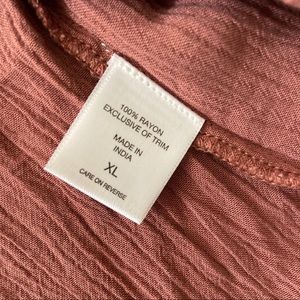 100% RAYON
EXCLUSIVE OF TRIM
MADE IN
INDIA
XL
CARE ON REVERSE